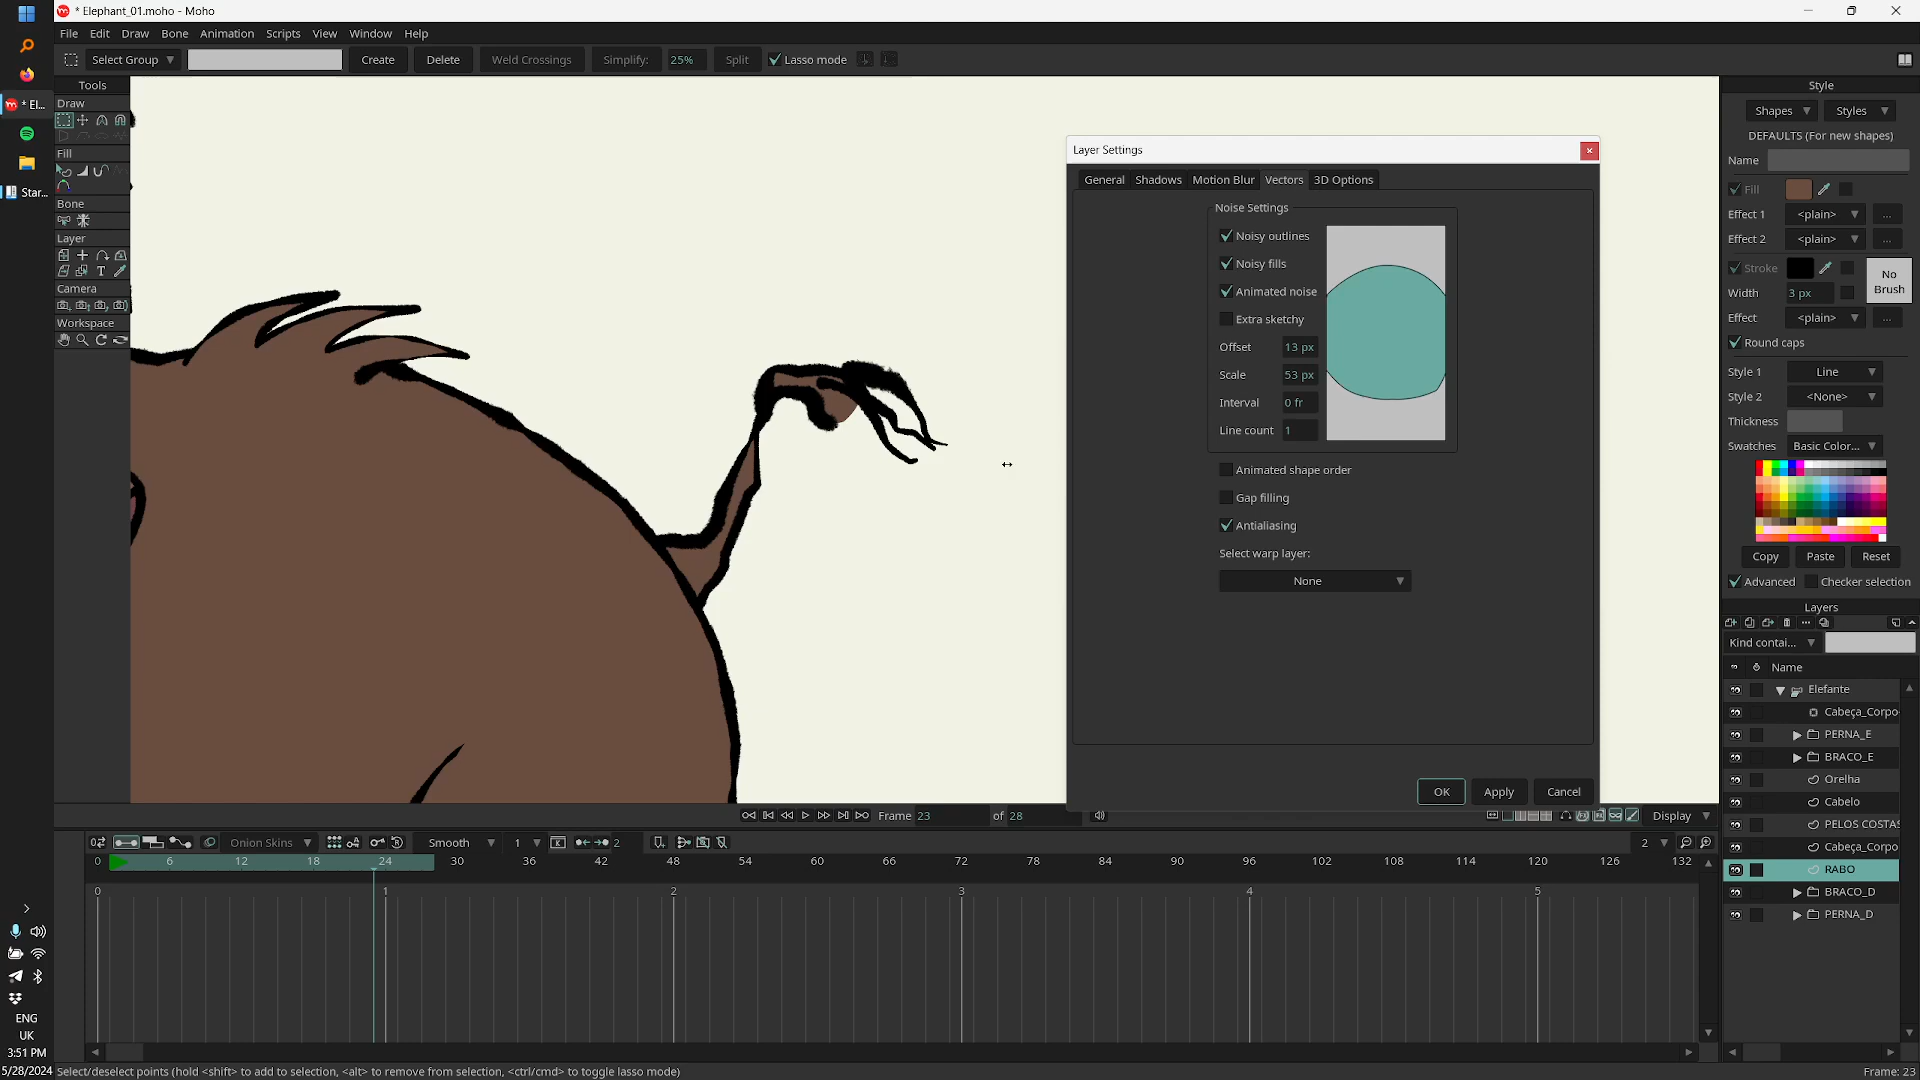 * Elephant_01.moho - Moho
File Edit Draw Bone Animation Scripts View Window Help
Select Group Create Delete Weld Crossings Simplify: 25% Split Lasso mode
Tools
Draw
Fill
Bone
Layer
Camera
Workspace
* El...
Star...
Layer Settings
General Shadows Motion Blur Vectors 3D Options
Noise Settings
Noisy outlines
Noisy fills
Animated noise
Extra sketchy
Offset 13 px
Scale 53 px
Interval 0 fr
Line count 1
Animated shape order
Gap filling
Antialiasing
Select warp layer:
None
OK Apply Cancel
Style
Shapes Styles
DEFAULTS (For new shapes)
Name
Fill
Effect 1 <plain> ...
Effect 2 <plain> ...
Stroke
No Brush
Width 3 px
Effect <plain> ...
Round caps
Style 1 Line
Style 2 <None>
Thickness
Swatches Basic Color...
Copy Paste Reset
Advanced Checker selection
Layers
Kind contai...
Name
Elefante
Cabeça_Corpo
PERNA_E
BRACO_E
Orelha
Cabelo
PELOS COSTAS
Cabeça_Corpo
RABO
BRACO_D
PERNA_D
Frame 23 of 28 Display
Onion Skins Smooth 1 2 2
0 6 12 18 24 30 36 42 48 54 60 66 72 78 84 90 96 102 108 114 120 126 132
0 1 2 3 4 5
ENG
UK
3:51 PM
5/28/2024
Select/deselect points (hold <shift> to add to selection, <alt> to remove from selection, <ctrl/cmd> to toggle lasso mode)
Frame: 23